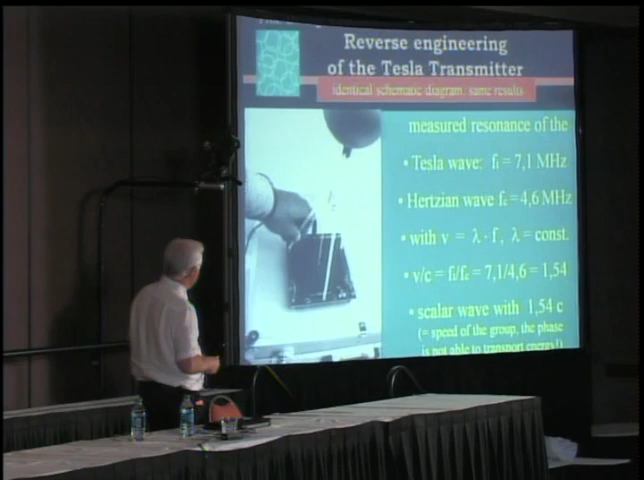 Reverse engineering
of the Tesla Transmitter
identical schematic diagram, same results
measured resonance of the
• Tesla wave: f₁ = 7,1 MHz
• Hertzian wave f₂ = 4,6 MHz
• with v = λ · f , λ = const.
• v/c = f₁/f₂ = 7,1/4,6 = 1,54
• scalar wave with 1,54 c
(= speed of the group, the phase
is not able to transport energy!)